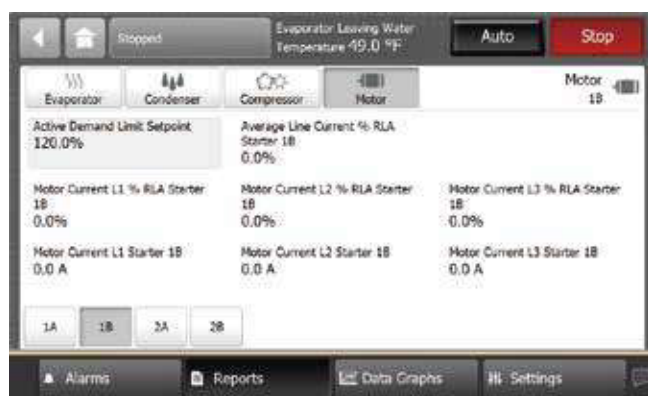 Stopped
Evaporator Leaving Water
Temperature 49.0 °F
Auto
Stop
Evaporator
Condenser
Compressor
Motor
Motor
1B
Active Demand Limit Setpoint
120.0%
Average Line Current % RLA
Starter 1B
0.0%
Motor Current L1 % RLA Starter
1B
0.0%
Motor Current L2 % RLA Starter
1B
0.0%
Motor Current L3 % RLA Starter
1B
0.0%
Motor Current L1 Starter 1B
0.0 A
Motor Current L2 Starter 1B
0.0 A
Motor Current L3 Starter 1B
0.0 A
1A
1B
2A
2B
Alarms
Reports
Data Graphs
Settings